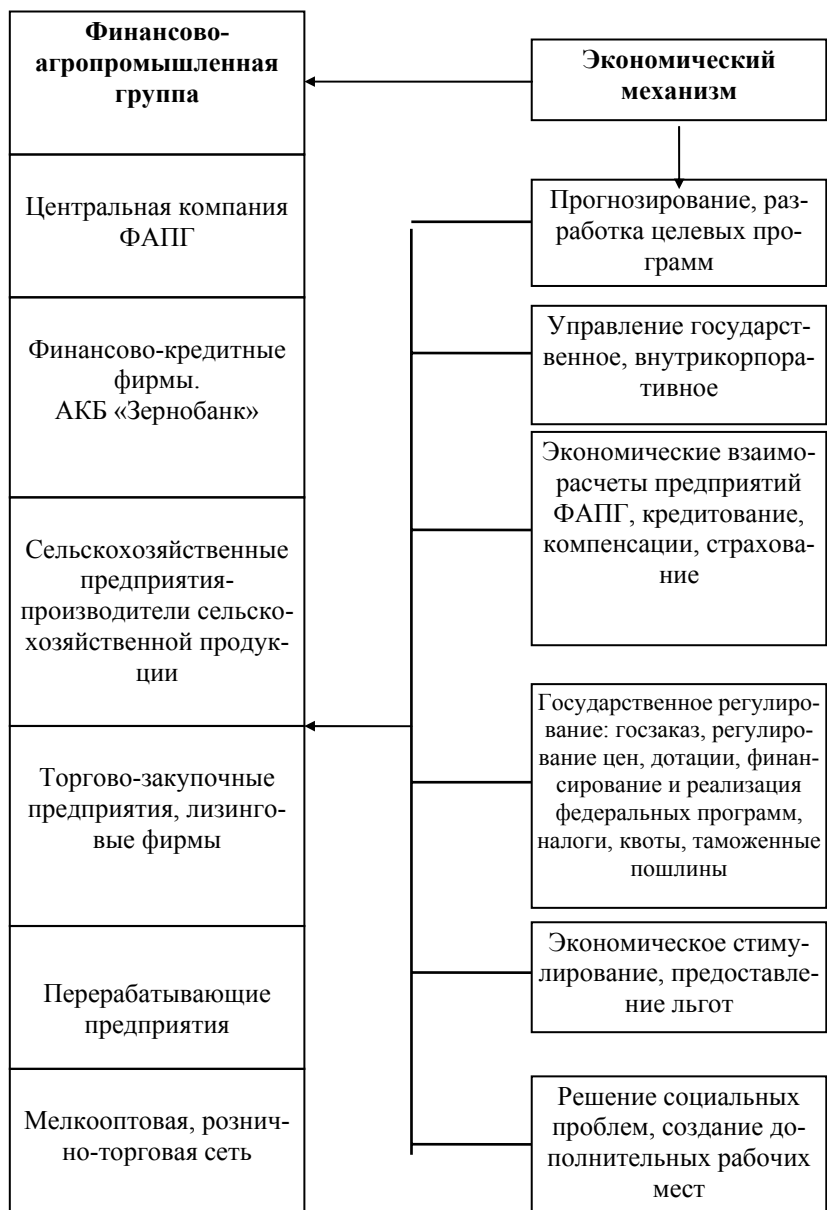 Финансово-
агропромышленная
группа
Центральная компания
ФАПГ
Финансово-кредитные
фирмы.
АКБ «Зернобанк»
Сельскохозяйственные
предприятия-
производители сельско-
хозяйственной продук-
ции
Торгово-закупочные
предприятия, лизинго-
вые фирмы
Перерабатывающие
предприятия
Мелкооптовая, рознич-
но-торговая сеть
Экономический
механизм
Прогнозирование, раз-
работка целевых про-
грамм
Управление государст-
венное, внутрикорпора-
тивное
Экономические взаимо-
расчеты предприятий
ФАПГ, кредитование,
компенсации, страхова-
ние
Государственное регулиро-
вание: госзаказ, регулиро-
вание цен, дотации, финан-
сирование и реализация
федеральных программ,
налоги, квоты, таможенные
пошлины
Экономическое стиму-
лирование, предоставле-
ние льгот
Решение социальных
проблем, создание до-
полнительных рабочих
мест